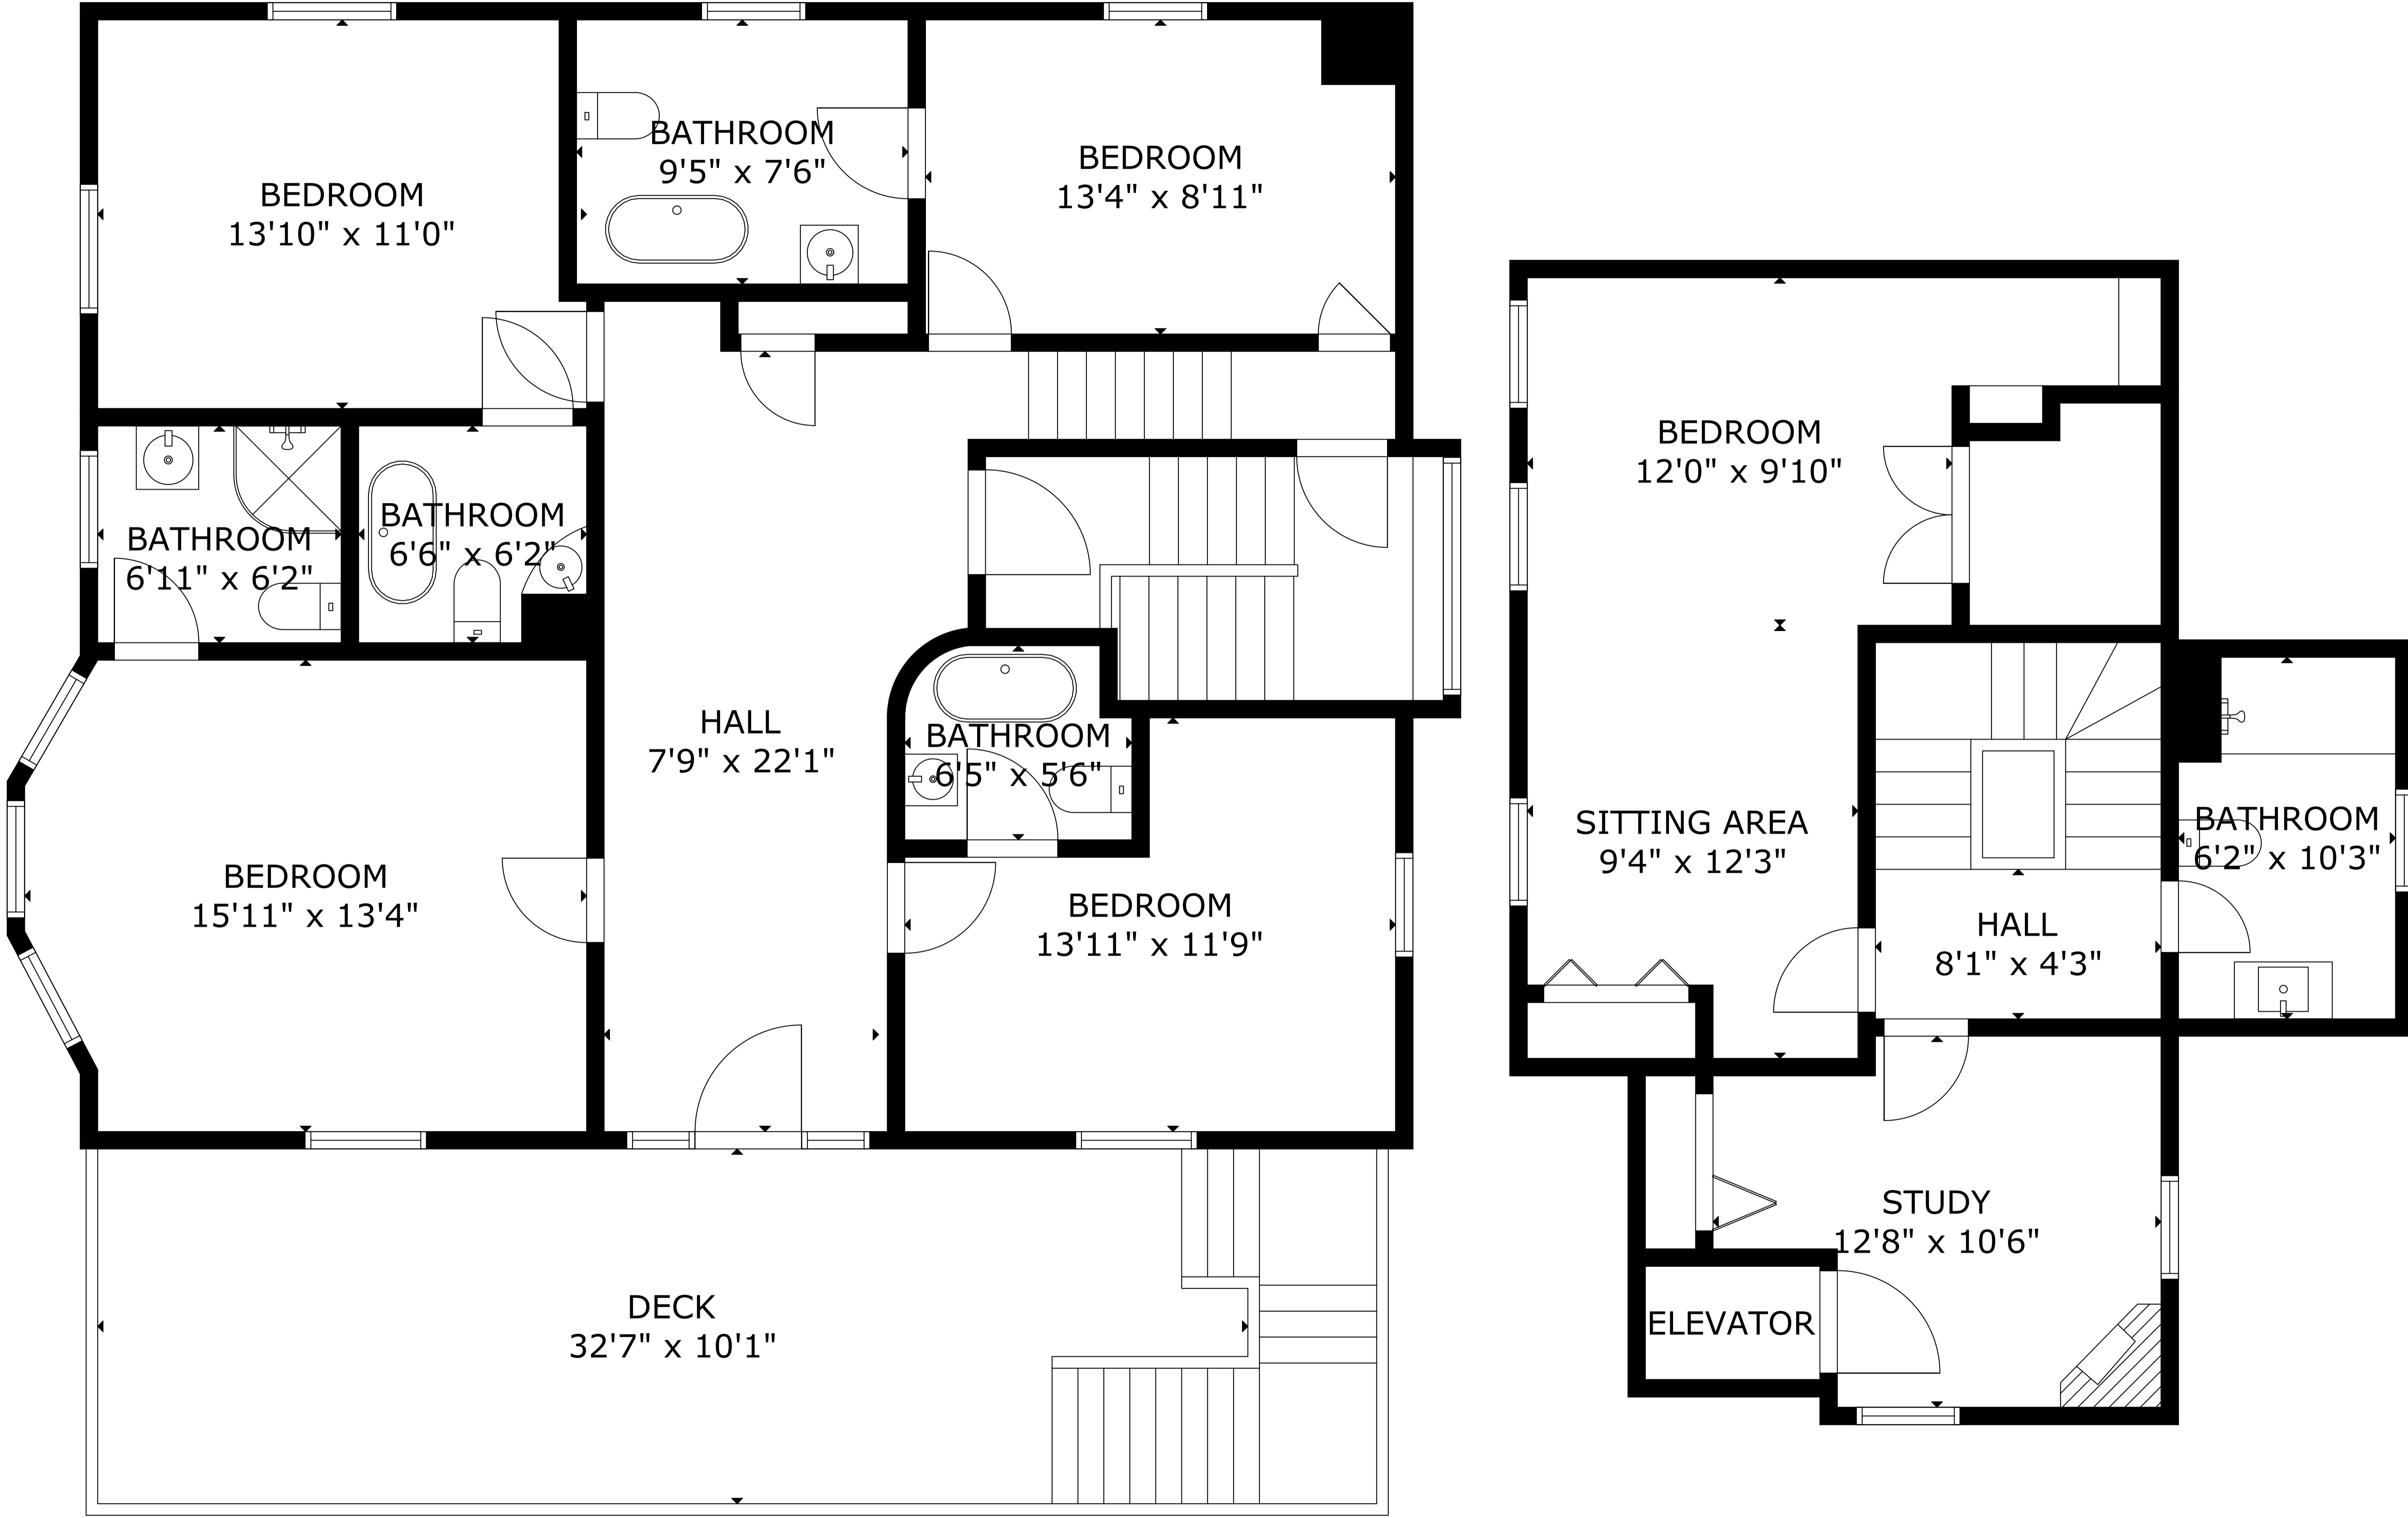 BEDROOM
13'10" x 11'0"
BATHROOM
9'5" x 7'6"
BEDROOM
13'4" x 8'11"
BATHROOM
6'11" x 6'2"
BATHROOM
6'6" x 6'2"
HALL
7'9" x 22'1"
BATHROOM
6'5" x 5'6"
BEDROOM
15'11" x 13'4"
BEDROOM
13'11" x 11'9"
DECK
32'7" x 10'1"
BEDROOM
12'0" x 9'10"
SITTING AREA
9'4" x 12'3"
BATHROOM
6'2" x 10'3"
HALL
8'1" x 4'3"
STUDY
12'8" x 10'6"
ELEVATOR